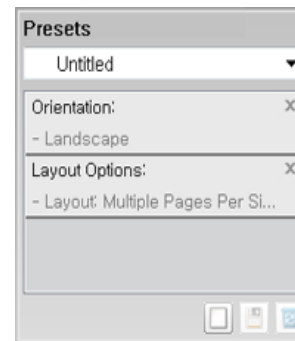 Presets
Untitled
Orientation: x
- Landscape
Layout Options: x
- Layout: Multiple Pages Per Si...